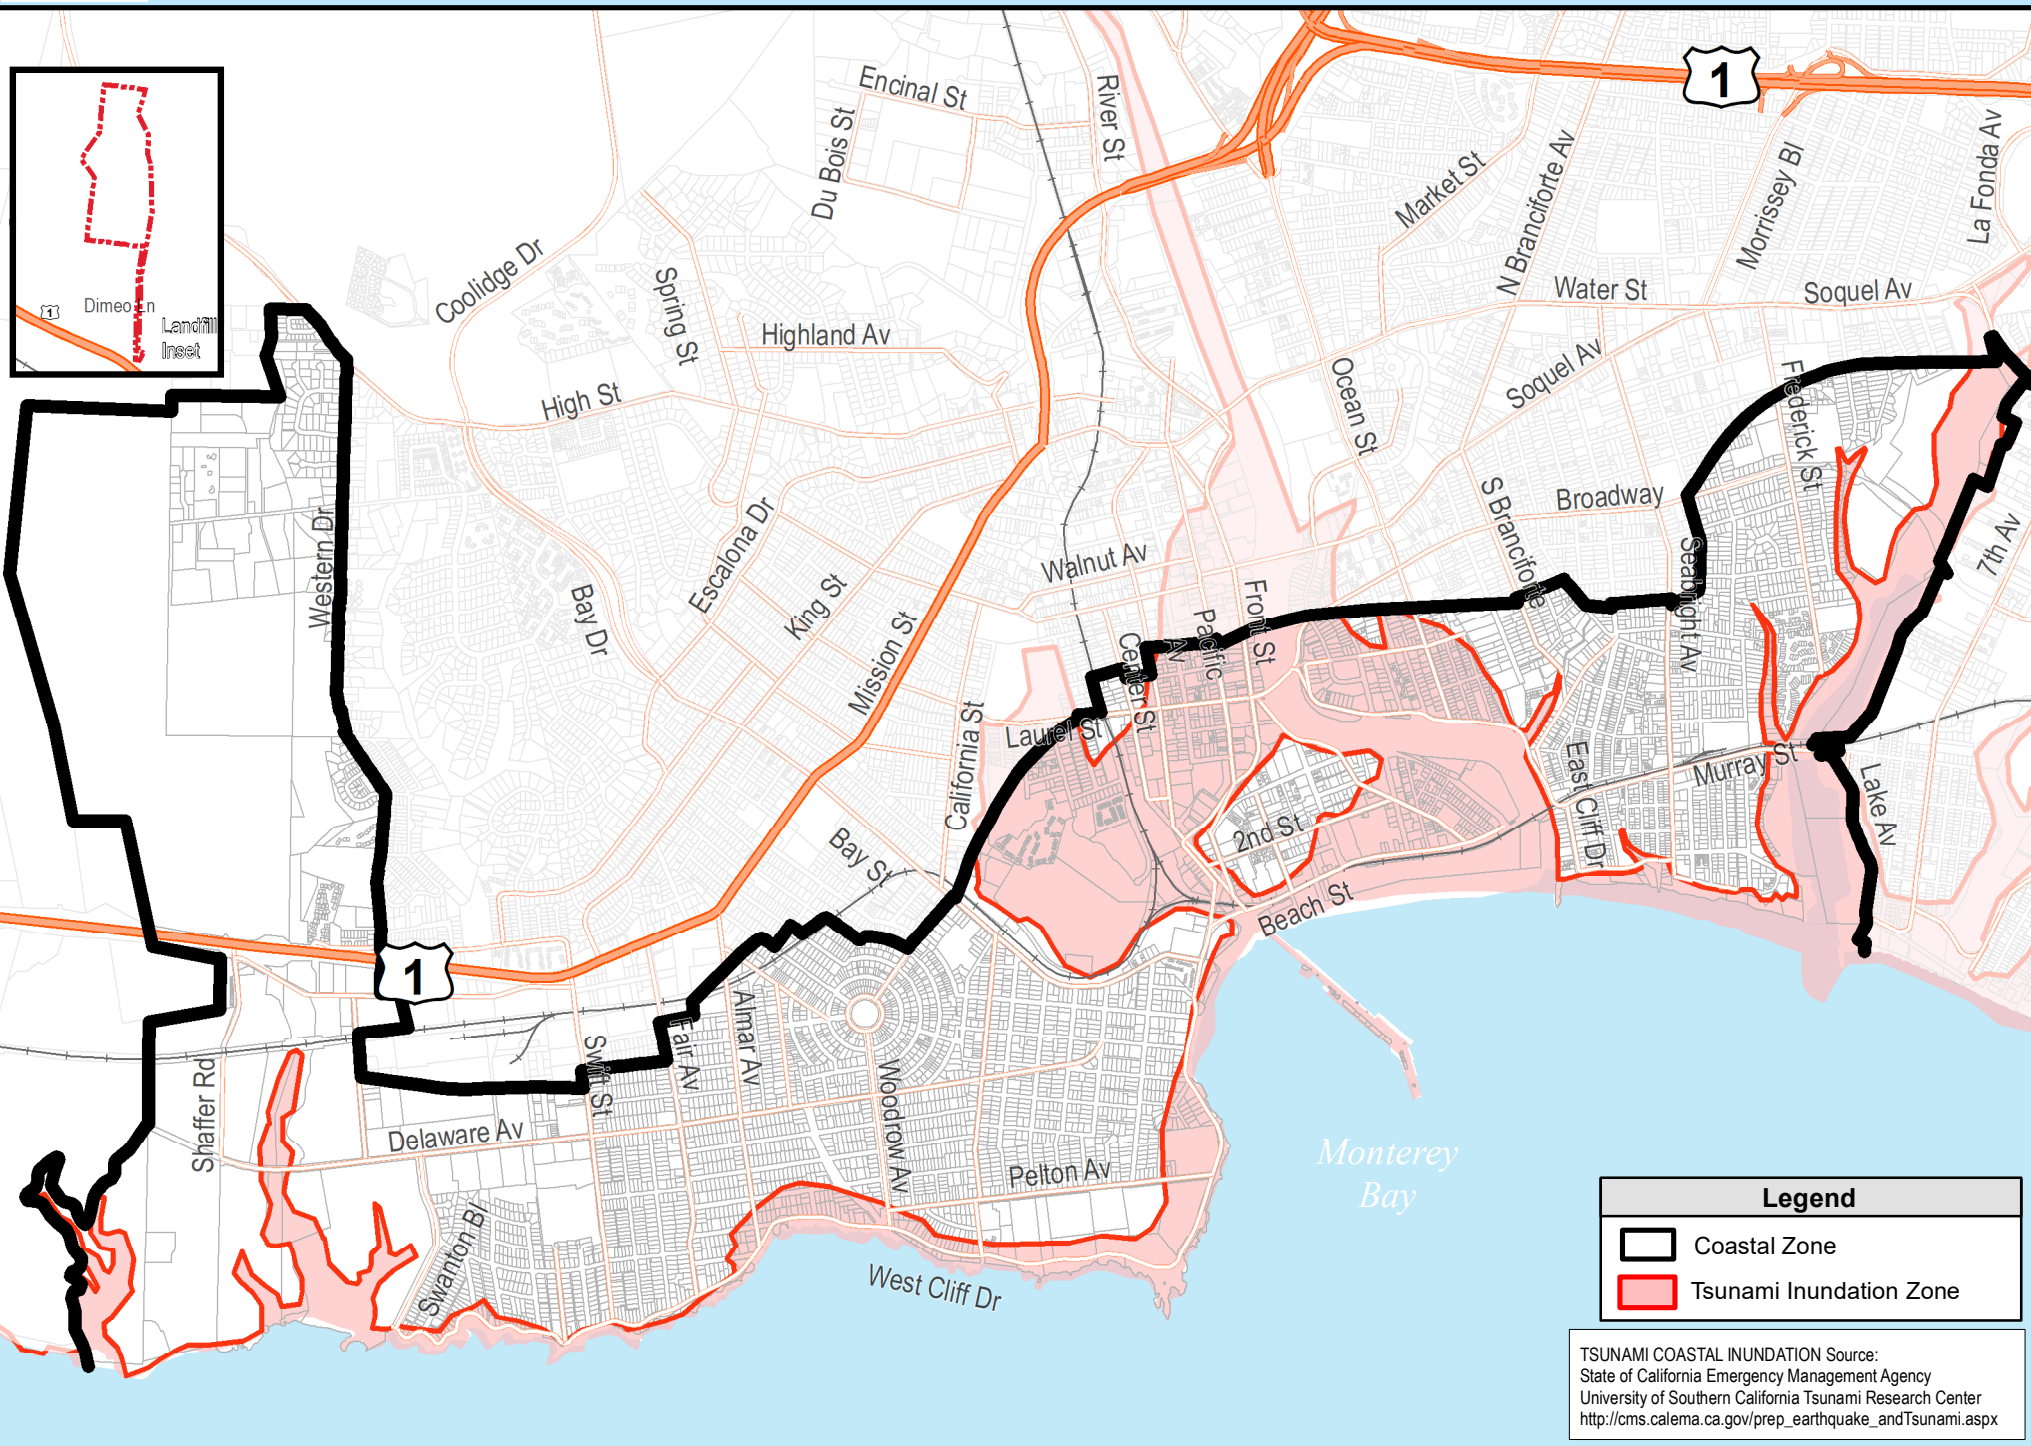 1
Encinal St
River St
Du Bois St
Market St
N Branciforte Av
Morrissey Bl
La Fonda Av
Coolidge Dr
Spring St
Highland Av
Water St
Soquel Av
1
Dimeo Ln
Landfill
Inset
High St
Ocean St
Soquel Av
Frederick St
Western Dr
Bay Dr
Escalona Dr
King St
Walnut Av
S Branciforte
Broadway
7th Av
Seabright Av
Mission St
California St
Laurel St
Center St
Pacific
Av
Front St
East Cliff Dr
Murray St
Lake Av
Bay St
2nd St
Beach St
1
Shaffer Rd
Swift St
Fair Av
Almar Av
Woodrow Av
Delaware Av
Pelton Av
Swanton Bl
West Cliff Dr
Monterey
Bay
Legend
Coastal Zone
Tsunami Inundation Zone
TSUNAMI COASTAL INUNDATION Source:
State of California Emergency Management Agency
University of Southern California Tsunami Research Center
http://cms.calema.ca.gov/prep_earthquake_andTsunami.aspx